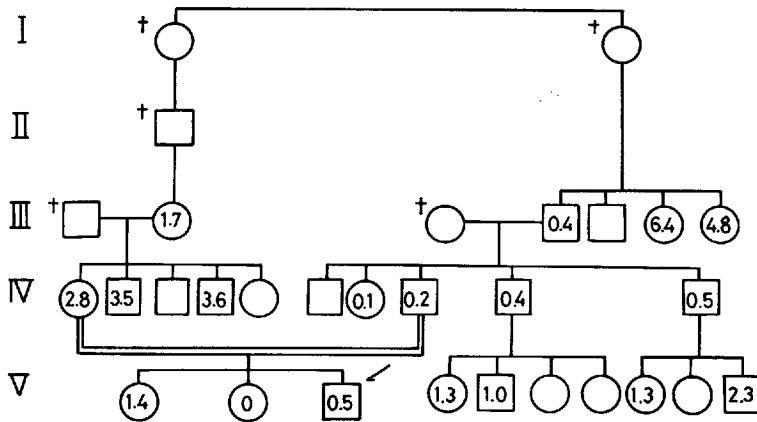 I † †
II †
III † 1.7 † 0.4 6.4 4.8
IV 2.8 3.5 3.6 0.1 0.2 0.4 0.5
V 1.4 0 0.5 1.3 1.0 1.3 2.3